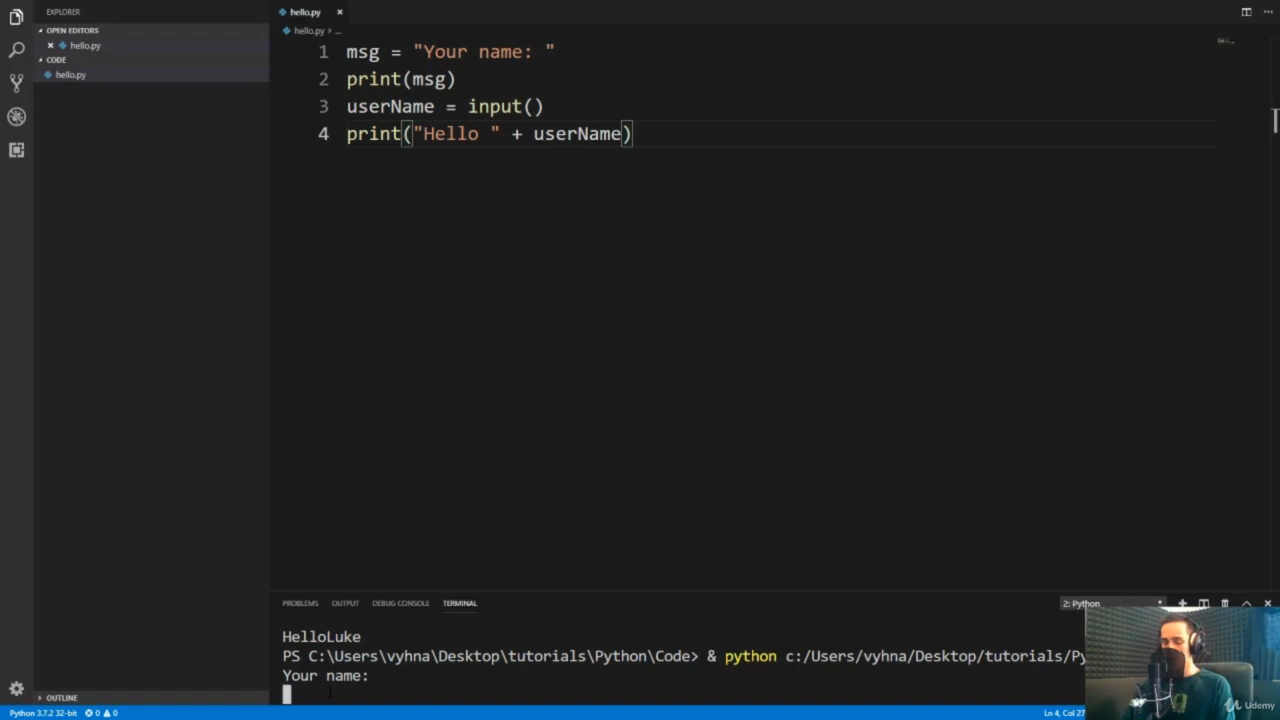 EXPLORER
OPEN EDITORS
hello.py
CODE
hello.py
OUTLINE
hello.py
hello.py › ...
1 msg = "Your name: "
2 print(msg)
3 userName = input()
4 print("Hello " + userName)
PROBLEMS OUTPUT DEBUG CONSOLE TERMINAL
2: Python
HelloLuke
PS C:\Users\vyhna\Desktop\tutorials\Python\Code> & python c:/Users/vyhna/Desktop/tutorials/Py
Your name:
Python 3.7.2 32-bit 0 0
Ln 4, Col 27
Udemy